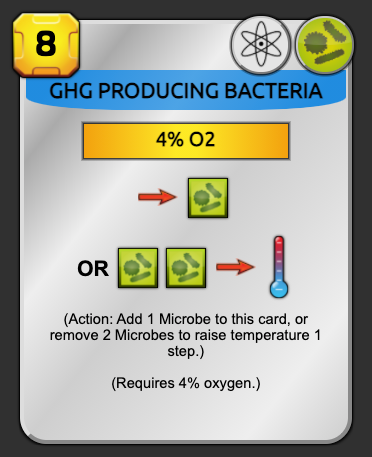 8
GHG PRODUCING BACTERIA
4% O2
OR
(Action: Add 1 Microbe to this card, or
remove 2 Microbes to raise temperature 1
step.)
(Requires 4% oxygen.)